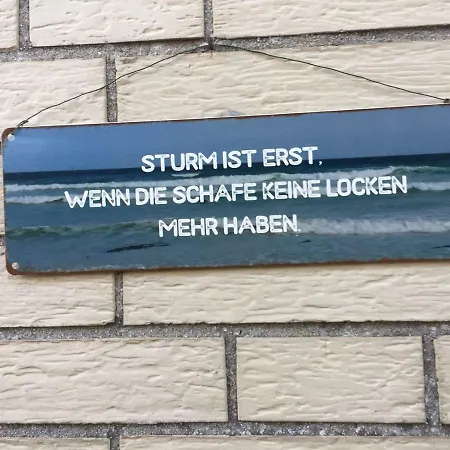 STURM IST ERST,
WENN DIE SCHAFE KEINE LOCKEN
MEHR HABEN.